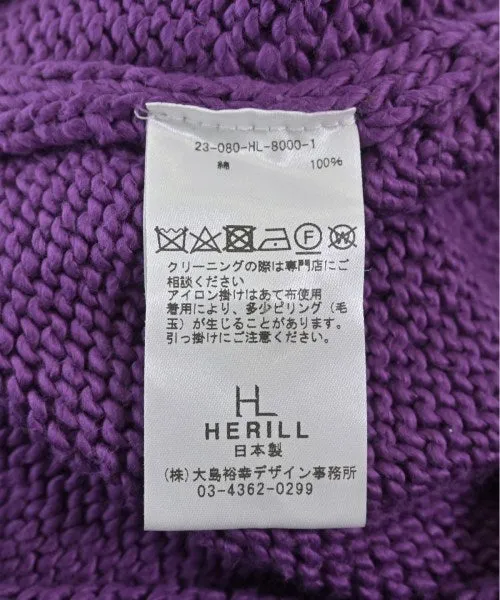 23-080-HL-8000-1
綿 100%
クリーニングの際は専門店にご
相談ください
アイロン掛けはあて布使用
着用により、多少ピリング（毛
玉）が生じることがあります。
引っ掛けにご注意ください。
HL
HERILL
日本製
（株）大島裕幸デザイン事務所
03-4362-0299